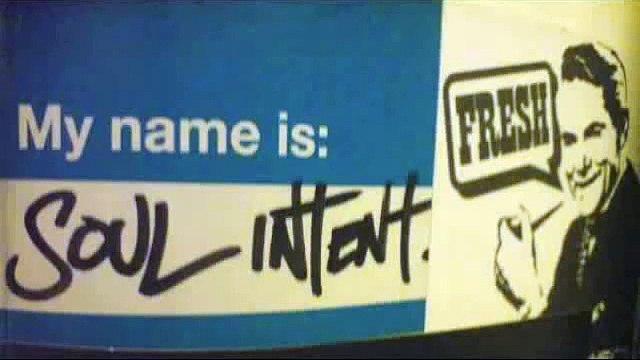 My name is:
SOUL INTENT.
FRESH